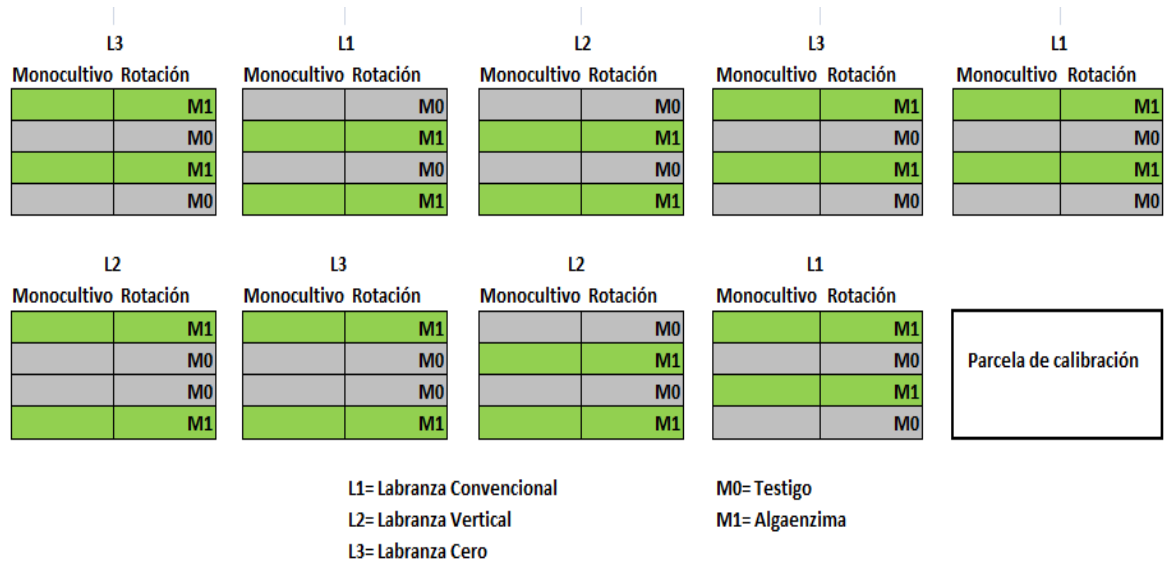 L3 L1 L2 L3 L1
Monocultivo Rotación Monocultivo Rotación Monocultivo Rotación Monocultivo Rotación Monocultivo Rotación
M1 M0 M0 M1 M1
M0 M1 M1 M0 M0
M1 M0 M0 M1 M1
M0 M1 M1 M0 M0
L2 L3 L2 L1
Monocultivo Rotación Monocultivo Rotación Monocultivo Rotación Monocultivo Rotación
M1 M1 M0 M1
M0 M0 M1 M0 Parcela de calibración
M0 M0 M0 M1
M1 M1 M1 M0
L1= Labranza Convencional M0= Testigo
L2= Labranza Vertical M1= Algaenzima
L3= Labranza Cero